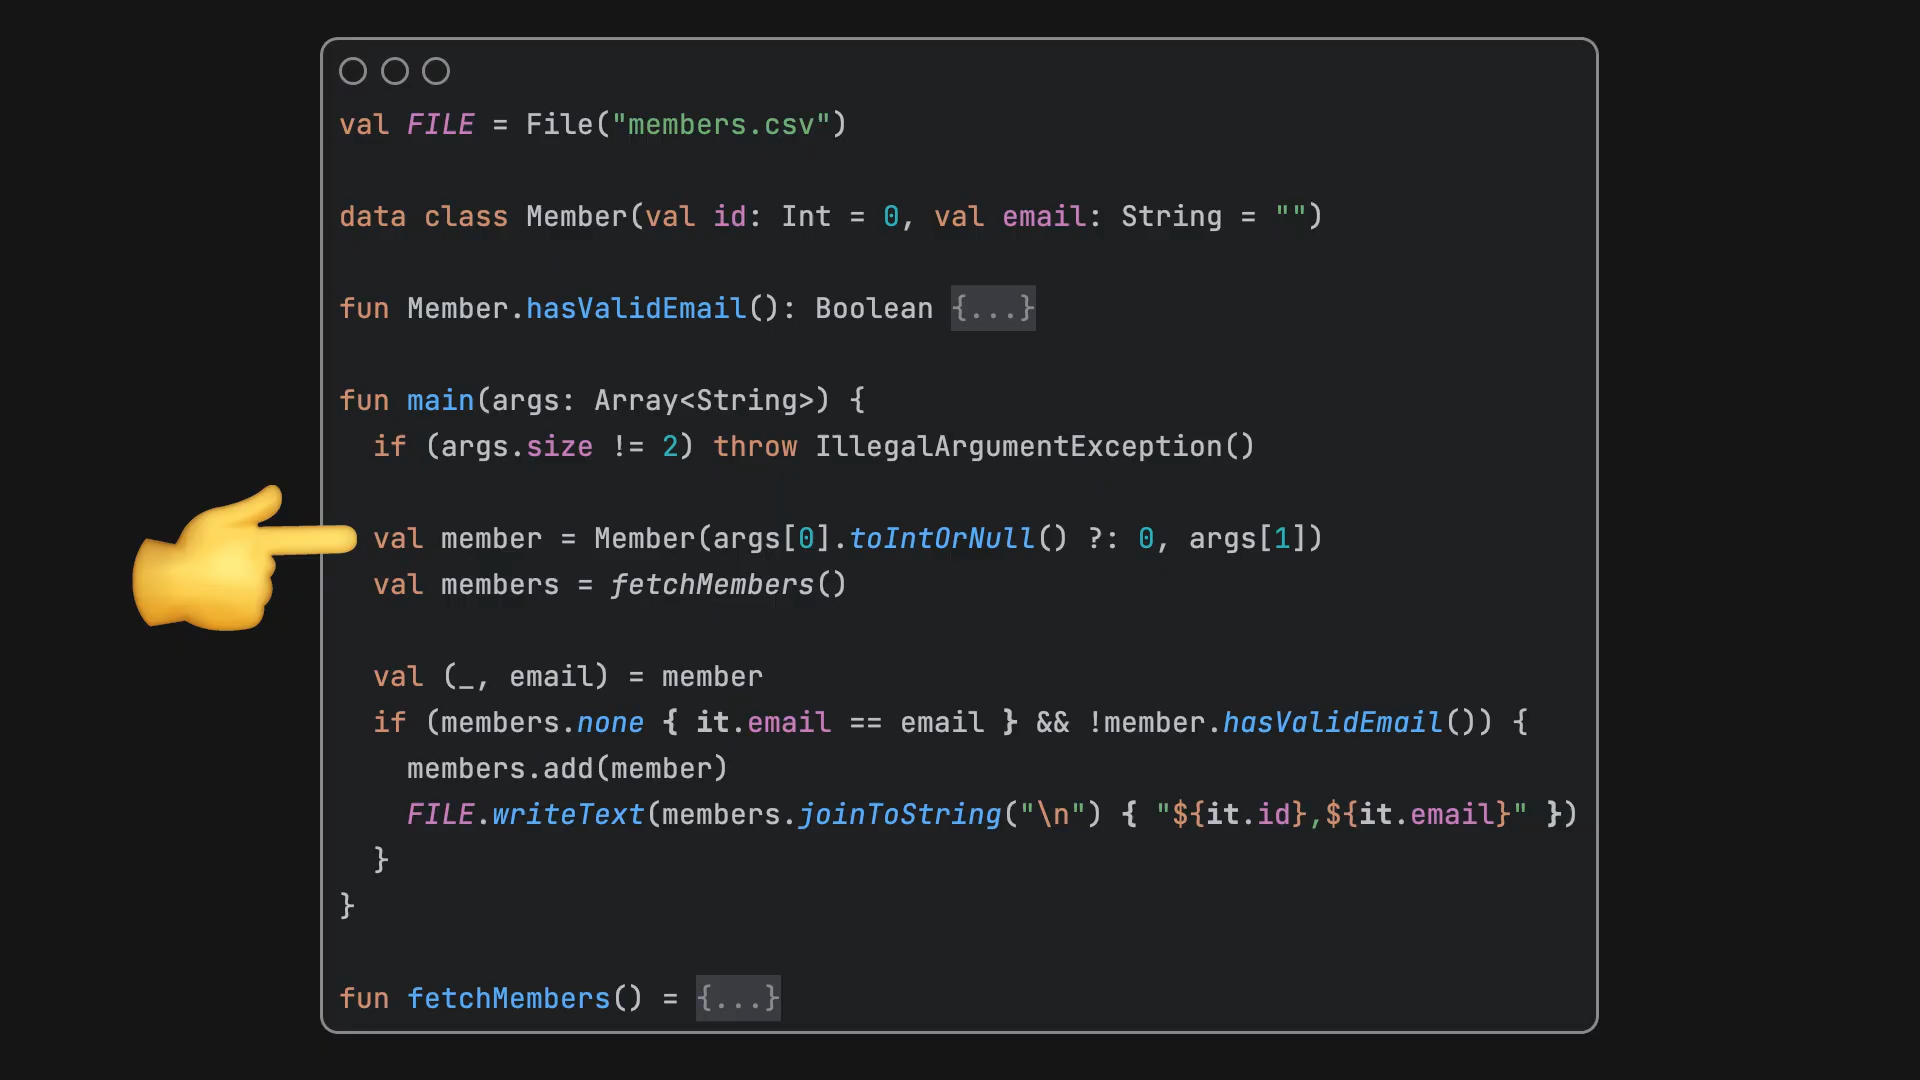 val FILE = File("members.csv")
data class Member(val id: Int = 0, val email: String = "")
fun Member.hasValidEmail(): Boolean {...}
fun main(args: Array<String>) {
if (args.size != 2) throw IllegalArgumentException()
val member = Member(args[0].toIntOrNull() ?: 0, args[1])
val members = fetchMembers()
val (_, email) = member
if (members.none { it.email == email } && !member.hasValidEmail()) {
members.add(member)
FILE.writeText(members.joinToString("\n") { "${it.id},${it.email}" })
}
}
fun fetchMembers() = {...}